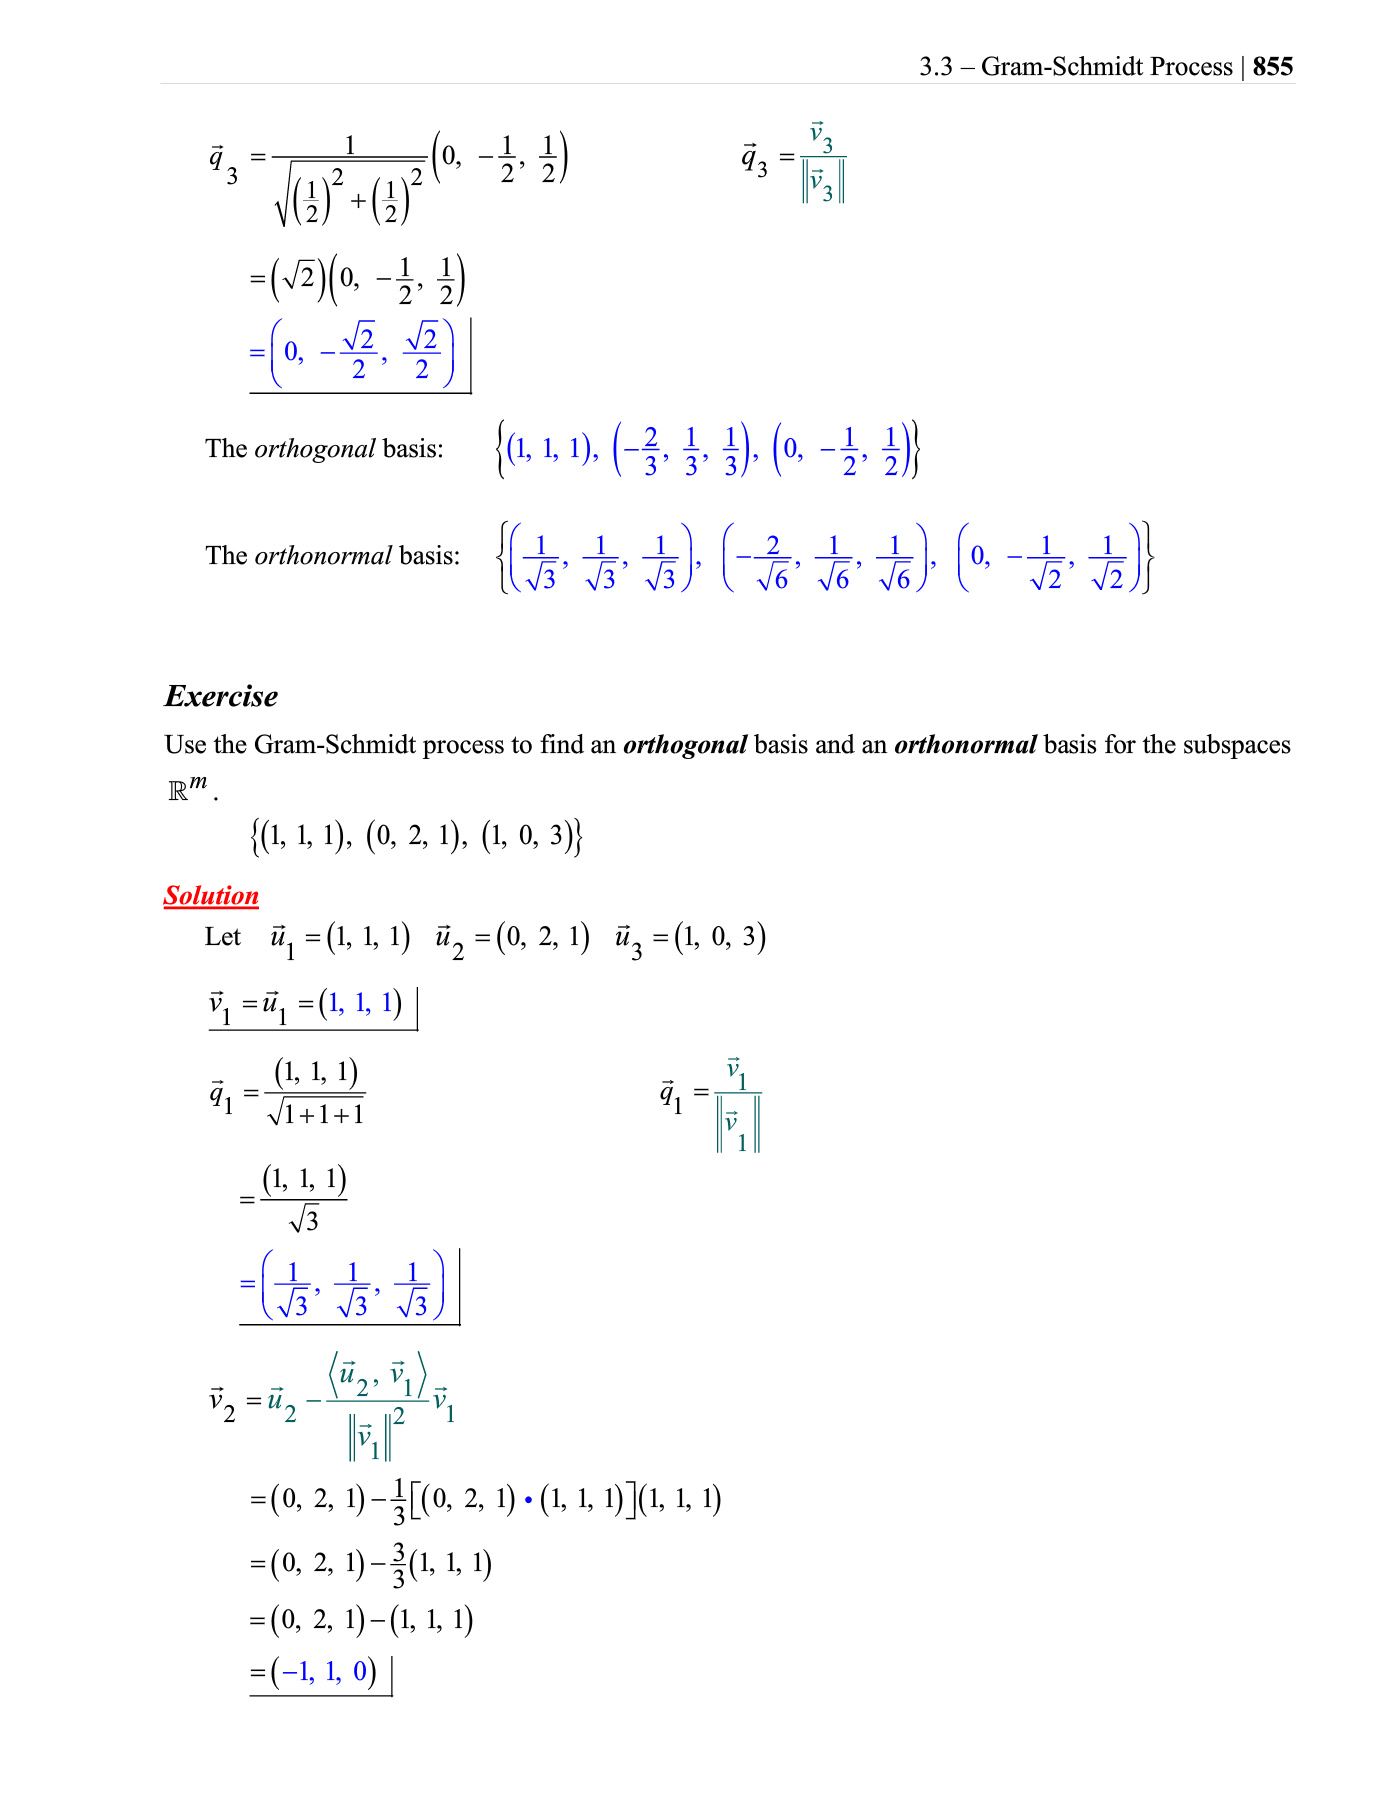 3.3 – Gram-Schmidt Process | 855
$\vec{q}_3 = \frac{1}{\sqrt{\left(\frac{1}{2}\right)^2 + \left(\frac{1}{2}\right)^2}} \left(0, -\frac{1}{2}, \frac{1}{2}\right)$ $\vec{q}_3 = \frac{\vec{v}_3}{\|\vec{v}_3\|}$
$= (\sqrt{2})\left(0, -\frac{1}{2}, \frac{1}{2}\right)$
$= \left(0, -\frac{\sqrt{2}}{2}, \frac{\sqrt{2}}{2}\right)$
The orthogonal basis: $\left\{(1, 1, 1), \left(-\frac{2}{3}, \frac{1}{3}, \frac{1}{3}\right), \left(0, -\frac{1}{2}, \frac{1}{2}\right)\right\}$
The orthonormal basis: $\left\{\left(\frac{1}{\sqrt{3}}, \frac{1}{\sqrt{3}}, \frac{1}{\sqrt{3}}\right), \left(-\frac{2}{\sqrt{6}}, \frac{1}{\sqrt{6}}, \frac{1}{\sqrt{6}}\right), \left(0, -\frac{1}{\sqrt{2}}, \frac{1}{\sqrt{2}}\right)\right\}$
Exercise
Use the Gram-Schmidt process to find an orthogonal basis and an orthonormal basis for the subspaces
$\mathbb{R}^m$ .
$\{(1, 1, 1), (0, 2, 1), (1, 0, 3)\}$
Solution
Let $\vec{u}_1 = (1, 1, 1)$ $\vec{u}_2 = (0, 2, 1)$ $\vec{u}_3 = (1, 0, 3)$
$\vec{v}_1 = \vec{u}_1 = (1, 1, 1)$
$\vec{q}_1 = \frac{(1, 1, 1)}{\sqrt{1+1+1}}$ $\vec{q}_1 = \frac{\vec{v}_1}{\|\vec{v}_1\|}$
$= \frac{(1, 1, 1)}{\sqrt{3}}$
$= \left(\frac{1}{\sqrt{3}}, \frac{1}{\sqrt{3}}, \frac{1}{\sqrt{3}}\right)$
$\vec{v}_2 = \vec{u}_2 - \frac{\langle \vec{u}_2, \vec{v}_1 \rangle}{\|\vec{v}_1\|^2} \vec{v}_1$
$= (0, 2, 1) - \frac{1}{3}[(0, 2, 1) \bullet (1, 1, 1)](1, 1, 1)$
$= (0, 2, 1) - \frac{3}{3}(1, 1, 1)$
$= (0, 2, 1) - (1, 1, 1)$
$= (-1, 1, 0)$